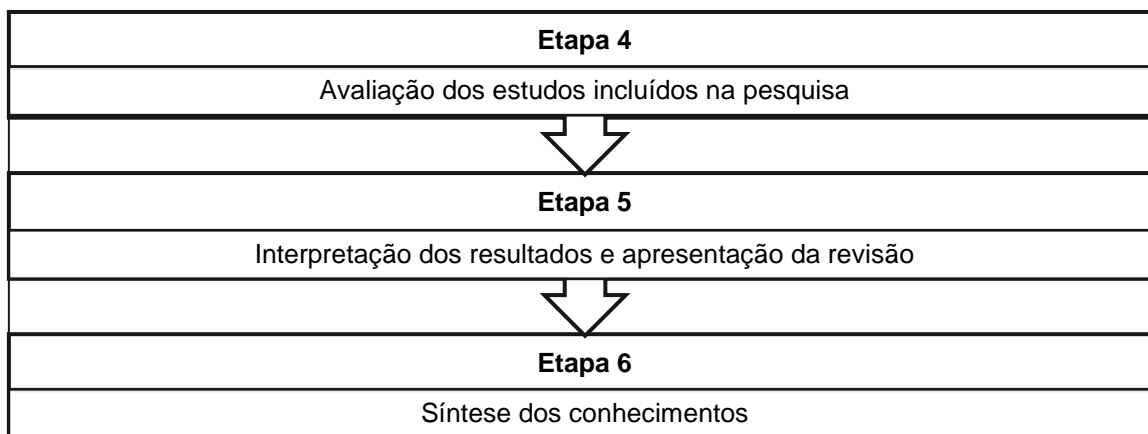 Etapa 4
Avaliação dos estudos incluídos na pesquisa
Etapa 5
Interpretação dos resultados e apresentação da revisão
Etapa 6
Síntese dos conhecimentos